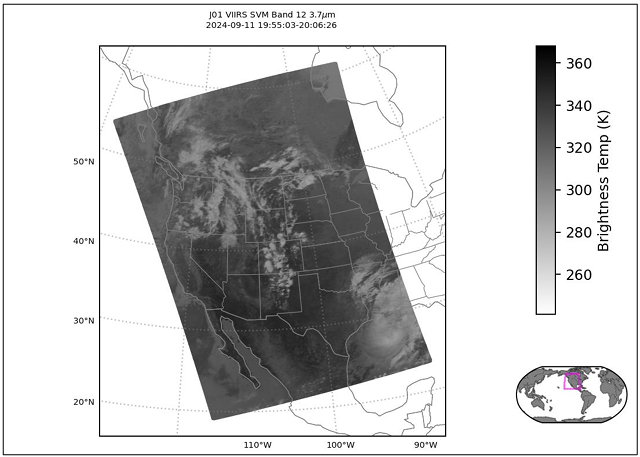 J01 VIIRS SVM Band 12 3.7μm
2024-09-11 19:55:03-20:06:26
50°N
40°N
30°N
20°N
110°W
100°W
90°W
360
340
320
300
280
260
Brightness Temp (K)